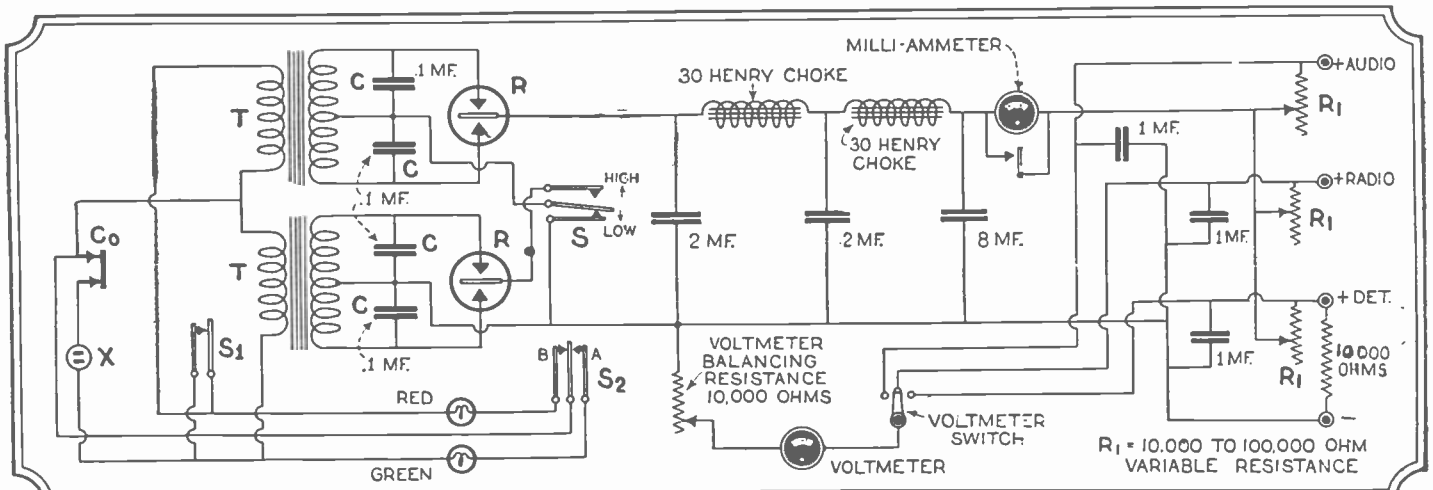 MILLI-AMMETER
.1 MF.
30 HENRY CHOKE
+AUDIO
C
R
T
R1
30 HENRY
CHOKE
1 MF.
C
HIGH
+RADIO
.1 MF.
S
LOW
Co
C
R
2 MF.
2 MF.
8 MF.
1 MF.
R1
T
C
+ DET.
X
S1
.1 MF.
B
A
S2
VOLTMETER
BALANCING
RESISTANCE
10,000 OHMS
1 MF.
R1
10,000
OHMS
RED
VOLTMETER
SWITCH
-
GREEN
VOLTMETER
R1 = 10,000 TO 100,000 OHM
VARIABLE RESISTANCE